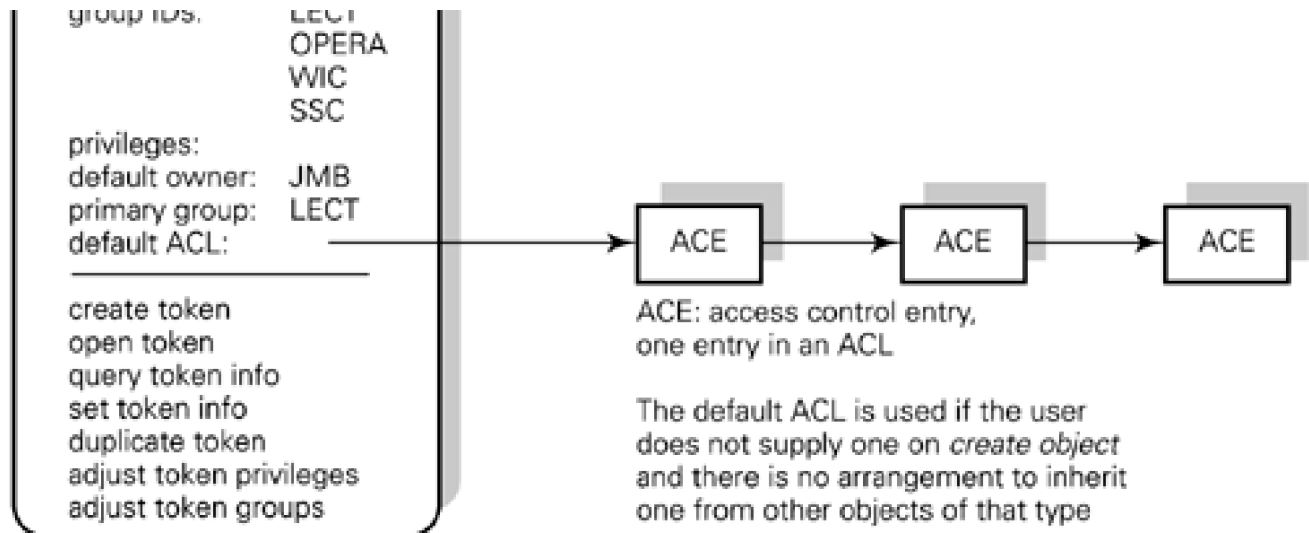 group IDs: LECT
OPERA
WIC
SSC
privileges:
default owner: JMB
primary group: LECT
default ACL:
create token
open token
query token info
set token info
duplicate token
adjust token privileges
adjust token groups
ACE
ACE
ACE
ACE: access control entry,
one entry in an ACL
The default ACL is used if the user
does not supply one on create object
and there is no arrangement to inherit
one from other objects of that type